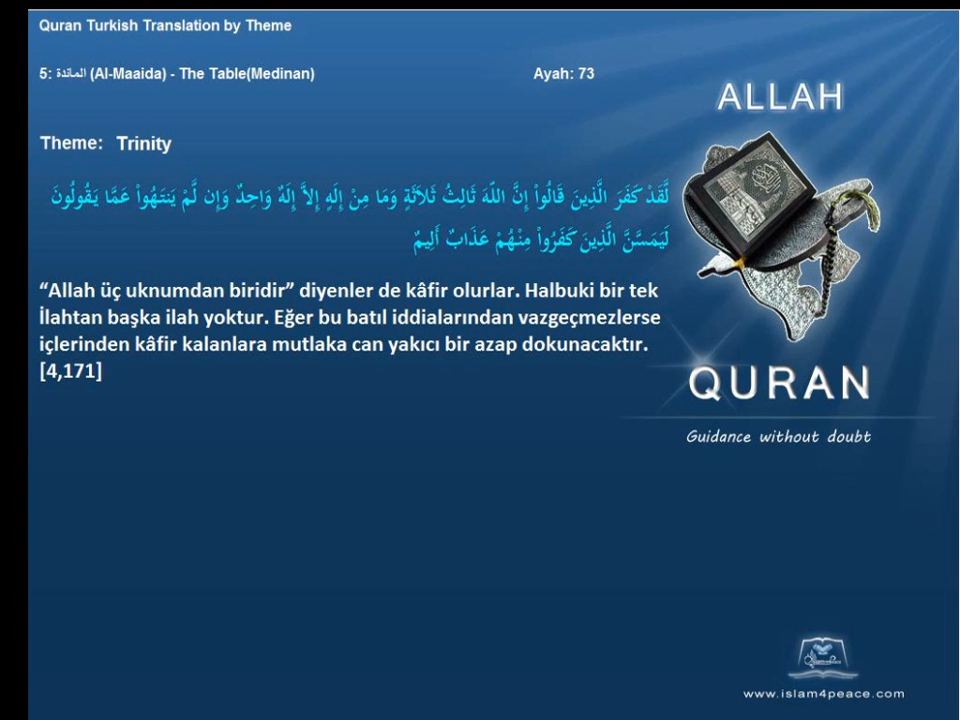 Quran Turkish Translation by Theme
5: المائدة (Al-Maaida) - The Table(Medinan) Ayah: 73
ALLAH
Theme: Trinity
لَّقَدْ كَفَرَ الَّذِينَ قَالُواْ إِنَّ اللّهَ ثَالِثُ ثَلاَثَةٍ وَمَا مِنْ إِلَهٍ إِلاَّ إِلَهٌ وَاحِدٌ وَإِن لَّمْ يَنتَهُواْ عَمَّا يَقُولُونَ
لَيَمَسَّنَّ الَّذِينَ كَفَرُواْ مِنْهُمْ عَذَابٌ أَلِيمٌ
“Allah üç uknumdan biridir” diyenler de kâfir olurlar. Halbuki bir tek
İlahtan başka ilah yoktur. Eğer bu batıl iddialarından vazgeçmezlerse
içlerinden kâfir kalanlara mutlaka can yakıcı bir azap dokunacaktır.
[4,171]
QURAN
Guidance without doubt
www.islam4peace.com